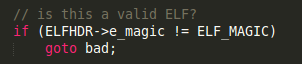 // is this a valid ELF?
if (ELFHDR->e_magic != ELF_MAGIC)
    goto bad;